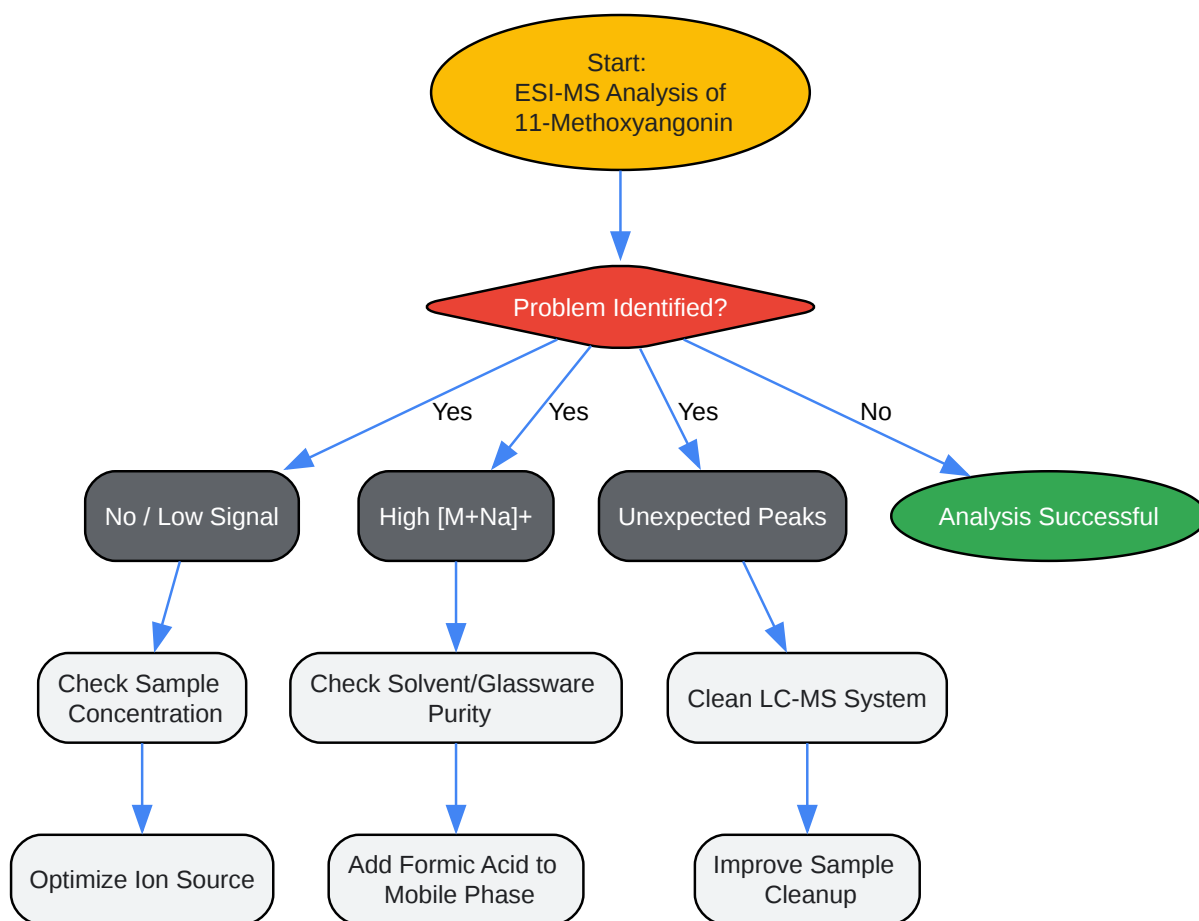 Start:
ESI-MS Analysis of
11-Methoxyangonin
Problem Identified?
Yes
Yes
Yes
No
No / Low Signal
High [M+Na]+
Unexpected Peaks
Analysis Successful
Check Sample
Concentration
Check Solvent/Glassware
Purity
Clean LC-MS System
Optimize Ion Source
Add Formic Acid to
Mobile Phase
Improve Sample
Cleanup